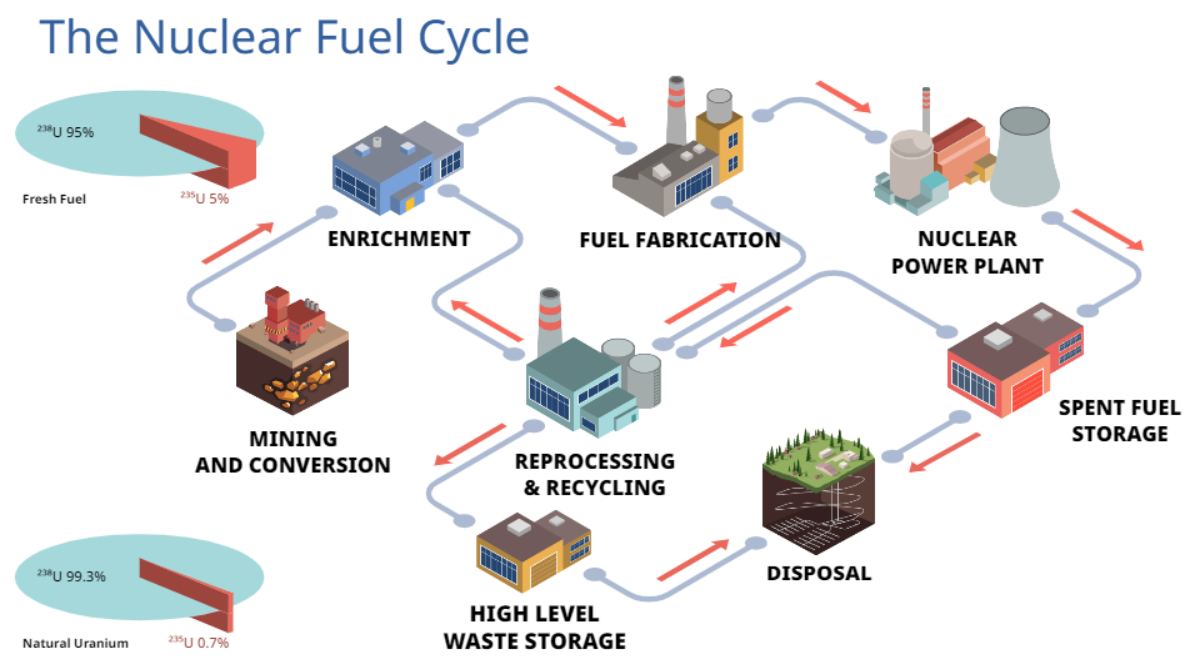 The Nuclear Fuel Cycle
²³⁸U 95%
Fresh Fuel
²³⁵U 5%
ENRICHMENT
FUEL FABRICATION
NUCLEAR
POWER PLANT
MINING
AND CONVERSION
REPROCESSING
& RECYCLING
SPENT FUEL
STORAGE
DISPOSAL
HIGH LEVEL
WASTE STORAGE
²³⁸U 99.3%
Natural Uranium
²³⁵U 0.7%